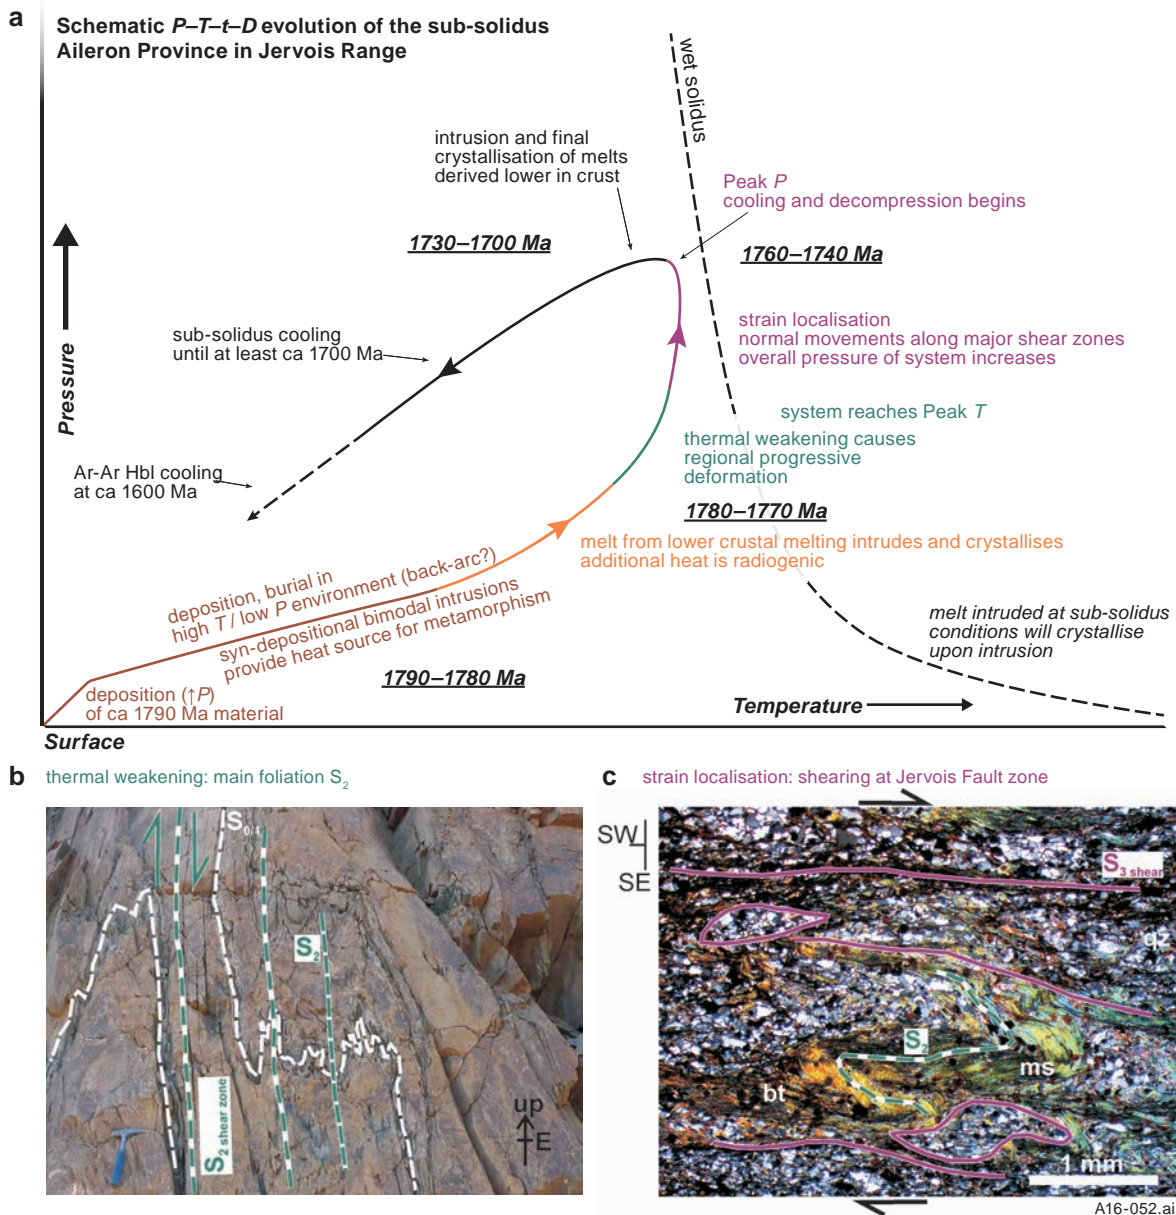 a
Schematic P–T–t–D evolution of the sub-solidus
Aileron Province in Jervois Range
wet solidus
intrusion and final
crystallisation of melts
derived lower in crust
Peak P
cooling and decompression begins
1730–1700 Ma
1760–1740 Ma
Pressure
sub-solidus cooling
until at least ca 1700 Ma
strain localisation
normal movements along major shear zones
overall pressure of system increases
system reaches Peak T
thermal weakening causes
regional progressive
deformation
Ar-Ar Hbl cooling
at ca 1600 Ma
1780–1770 Ma
melt from lower crustal melting intrudes and crystallises
additional heat is radiogenic
deposition, burial in
high T / low P environment (back-arc?)
syn-depositional bimodal intrusions
provide heat source for metamorphism
melt intruded at sub-solidus
conditions will crystallise
upon intrusion
1790–1780 Ma
deposition (↑P)
of ca 1790 Ma material
Temperature
Surface
b thermal weakening: main foliation S2
c strain localisation: shearing at Jervois Fault zone
S0/1
S2
S2 shear zone
up
E
SW
SE
S3 shear
qz
S2
ms
bt
1 mm
A16-052.ai